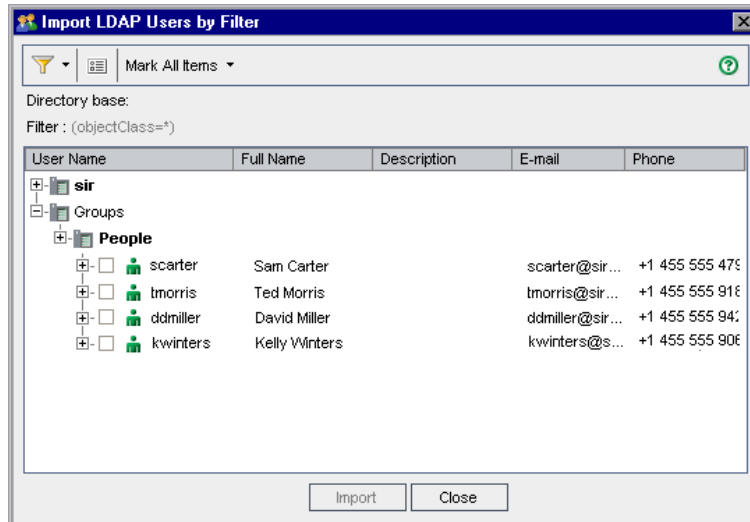 Import LDAP Users by Filter
Mark All Items
Directory base:
Filter : (objectClass=*)
User Name Full Name Description E-mail Phone
sir
Groups
People
scarter Sam Carter scarter@sir... +1 455 555 479
tmorris Ted Morris tmorris@sir... +1 455 555 918
ddmiller David Miller ddmiller@sir... +1 455 555 942
kwinters Kelly Winters kwinters@s... +1 455 555 906
Import Close